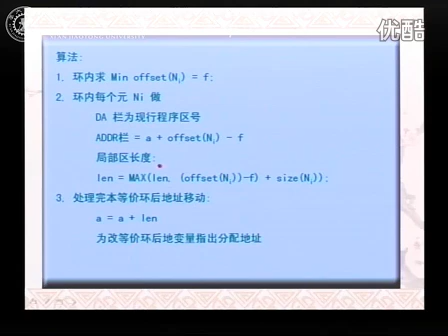 优酷
算法:
1. 环内求 Min offset(Ni) = f;
2. 环内每个元 Ni 做
DA 栏为现行程序区号
ADDR栏 = a + offset(Ni) - f
局部区长度:
len = MAX(len, (offset(Ni))-f) + size(Ni));
3. 处理完本等价环后地址移动:
a = a + len
为改等价环后地变量指出分配地址